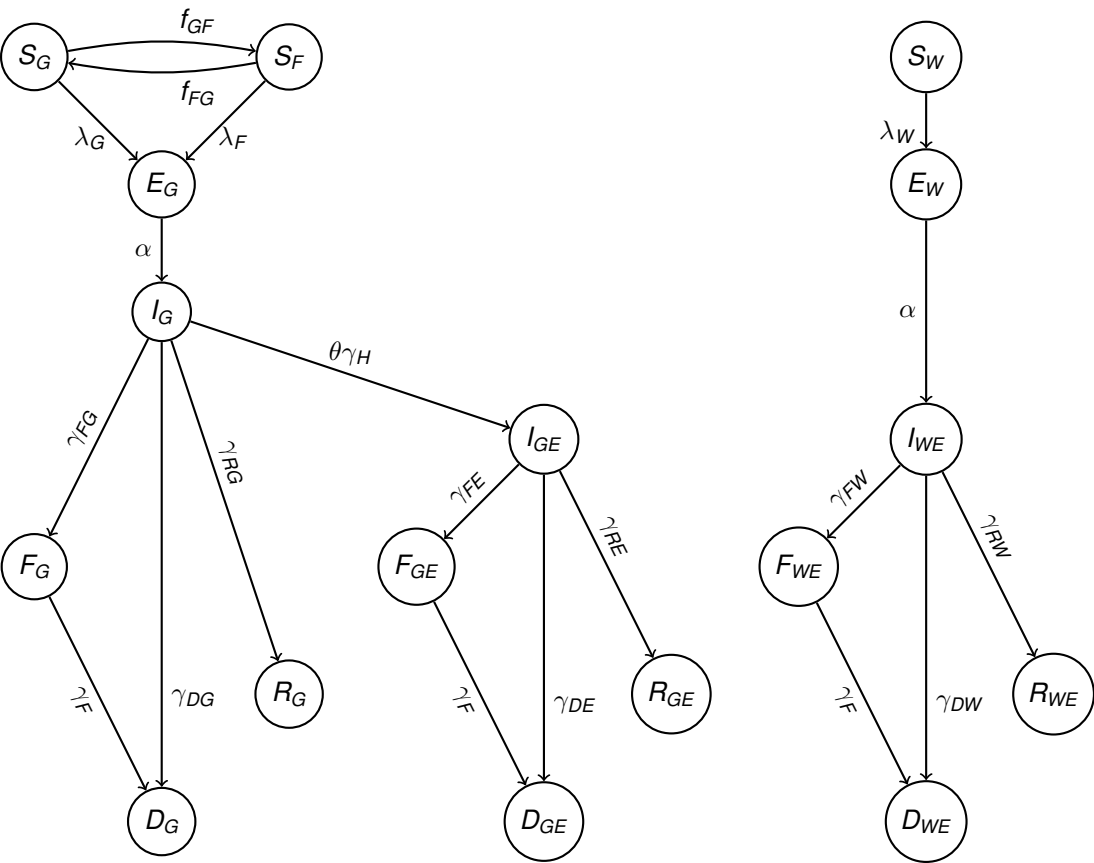 f_GF
S_G S_F S_W
f_FG
λ_G λ_F λ_W
E_G E_W
α
I_G α
θγ_H
γ_FG γ_RG I_GE I_WE
γ_FE γ_FW
γ_RE γ_RW
F_G F_GE F_WE
γ_F γ_DG R_G γ_F γ_DE R_GE γ_F γ_DW R_WE
D_G D_GE D_WE